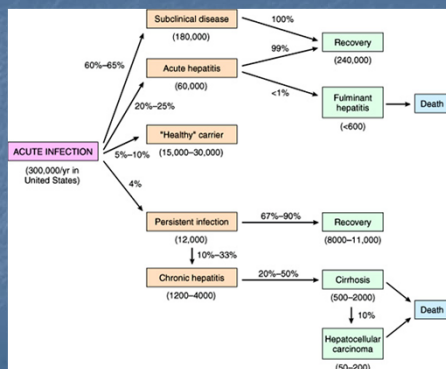 Subclinical disease
(180,000)
100%
60%–65%
Acute hepatitis
(60,000)
99%
Recovery
(240,000)
20%–25%
<1%
Fulminant
hepatitis
(<600)
Death
ACUTE INFECTION
(300,000/yr in
United States)
"Healthy" carrier
(15,000–30,000)
5%–10%
4%
Persistent infection
(12,000)
67%–90%
Recovery
(8000–11,000)
10%–33%
Chronic hepatitis
(1200–4000)
20%–50%
Cirrhosis
(500–2000)
10%
Death
Hepatocellular
carcinoma
(50–200)